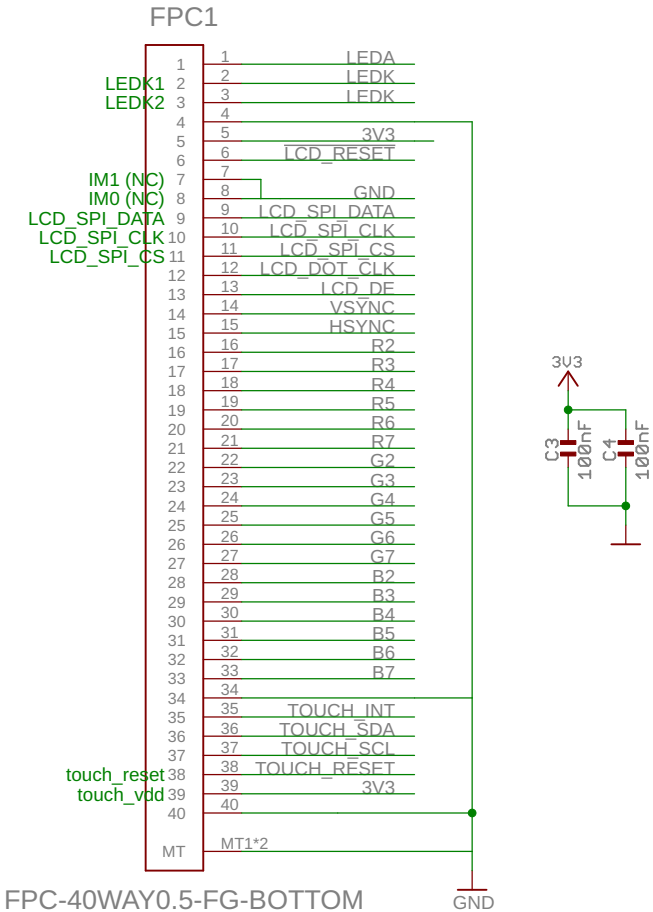 FPC1
1 1 LEDA
LEDK1 2 2 LEDK
LEDK2 3 3 LEDK
4 4
5 5 3V3
6 6 LCD_RESET
IM1 (NC) 7 7
IM0 (NC) 8 8 GND
LCD_SPI_DATA 9 9 LCD_SPI_DATA
LCD_SPI_CLK 10 10 LCD_SPI_CLK
LCD_SPI_CS 11 11 LCD_SPI_CS
12 12 LCD_DOT_CLK
13 13 LCD_DE
14 14 VSYNC
15 15 HSYNC
16 16 R2
17 17 R3
18 18 R4
19 19 R5
20 20 R6
21 21 R7
22 22 G2
23 23 G3
24 24 G4
25 25 G5
26 26 G6
27 27 G7
28 28 B2
29 29 B3
30 30 B4
31 31 B5
32 32 B6
33 33 B7
34 34
35 35 TOUCH_INT
36 36 TOUCH_SDA
37 37 TOUCH_SCL
touch_reset 38 38 TOUCH_RESET
touch_vdd 39 39 3V3
40 40
MT MT1*2
FPC-40WAY0.5-FG-BOTTOM
GND
3V3
C3
100nF
C4
100nF